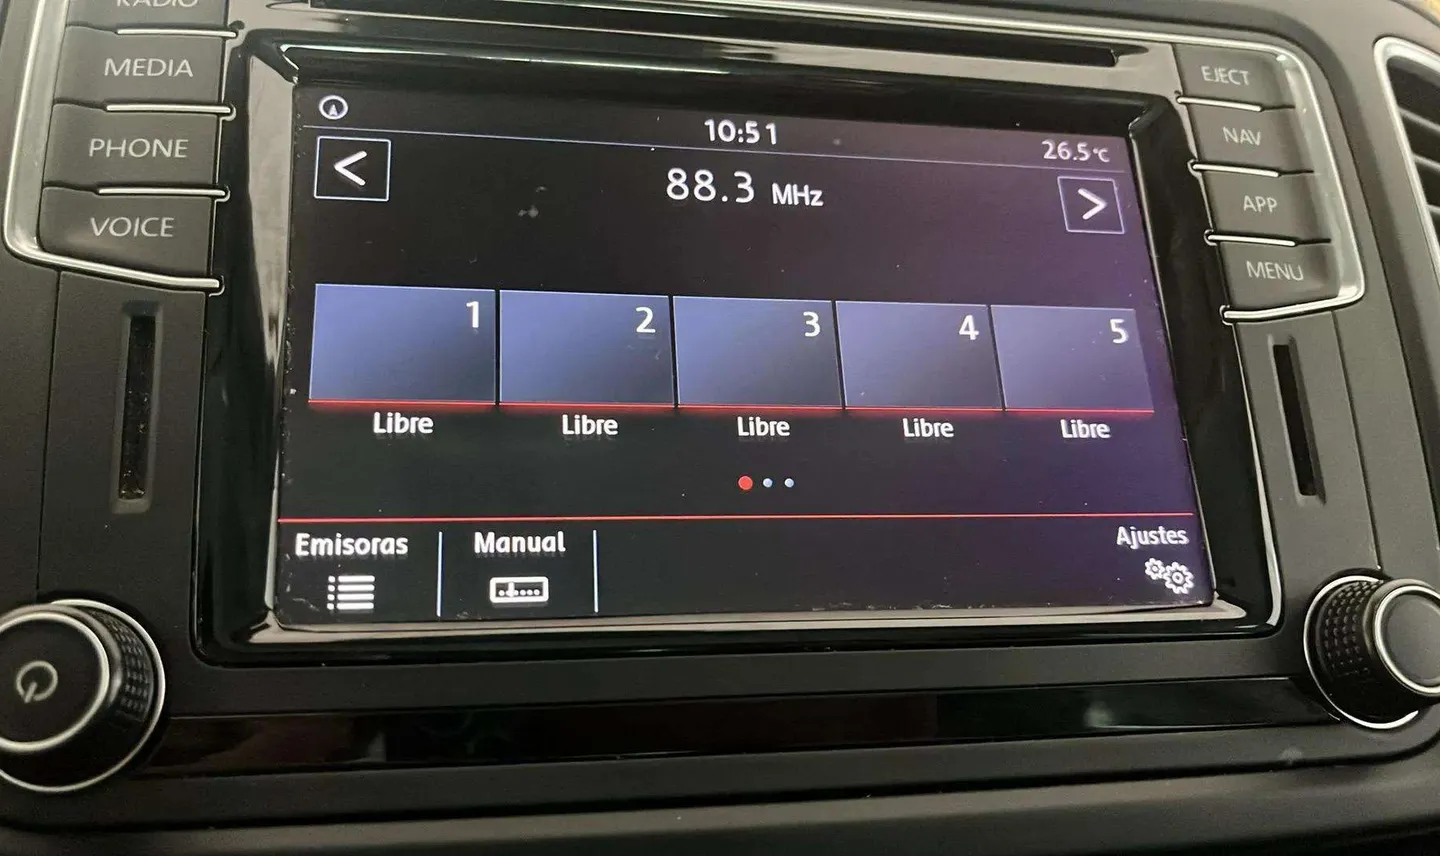 RADIO
MEDIA
PHONE
VOICE
EJECT
NAV
APP
MENU
10:51
26.5°C
<
88.3 MHz
>
1 2 3 4 5
Libre Libre Libre Libre Libre
Emisoras Manual Ajustes